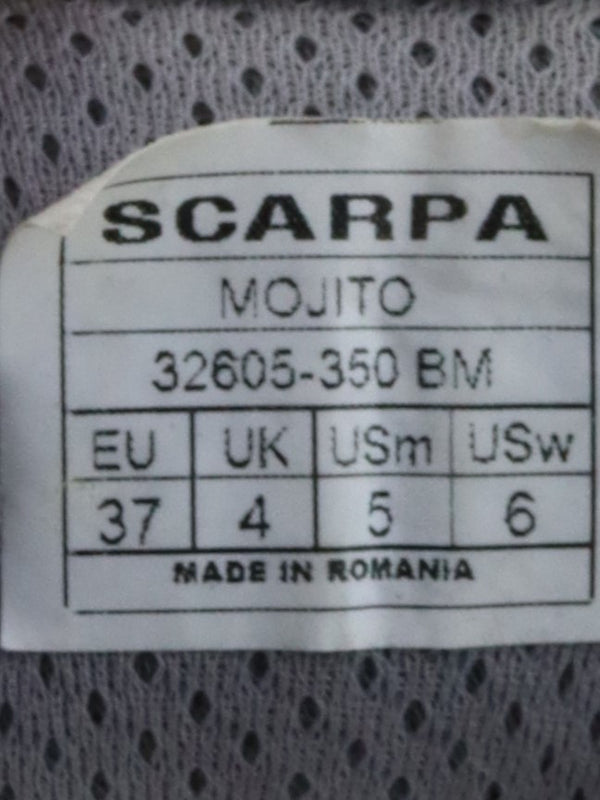 SCARPA
MOJITO
32605-350 BM
EU UK USm USw
37 4 5 6
MADE IN ROMANIA